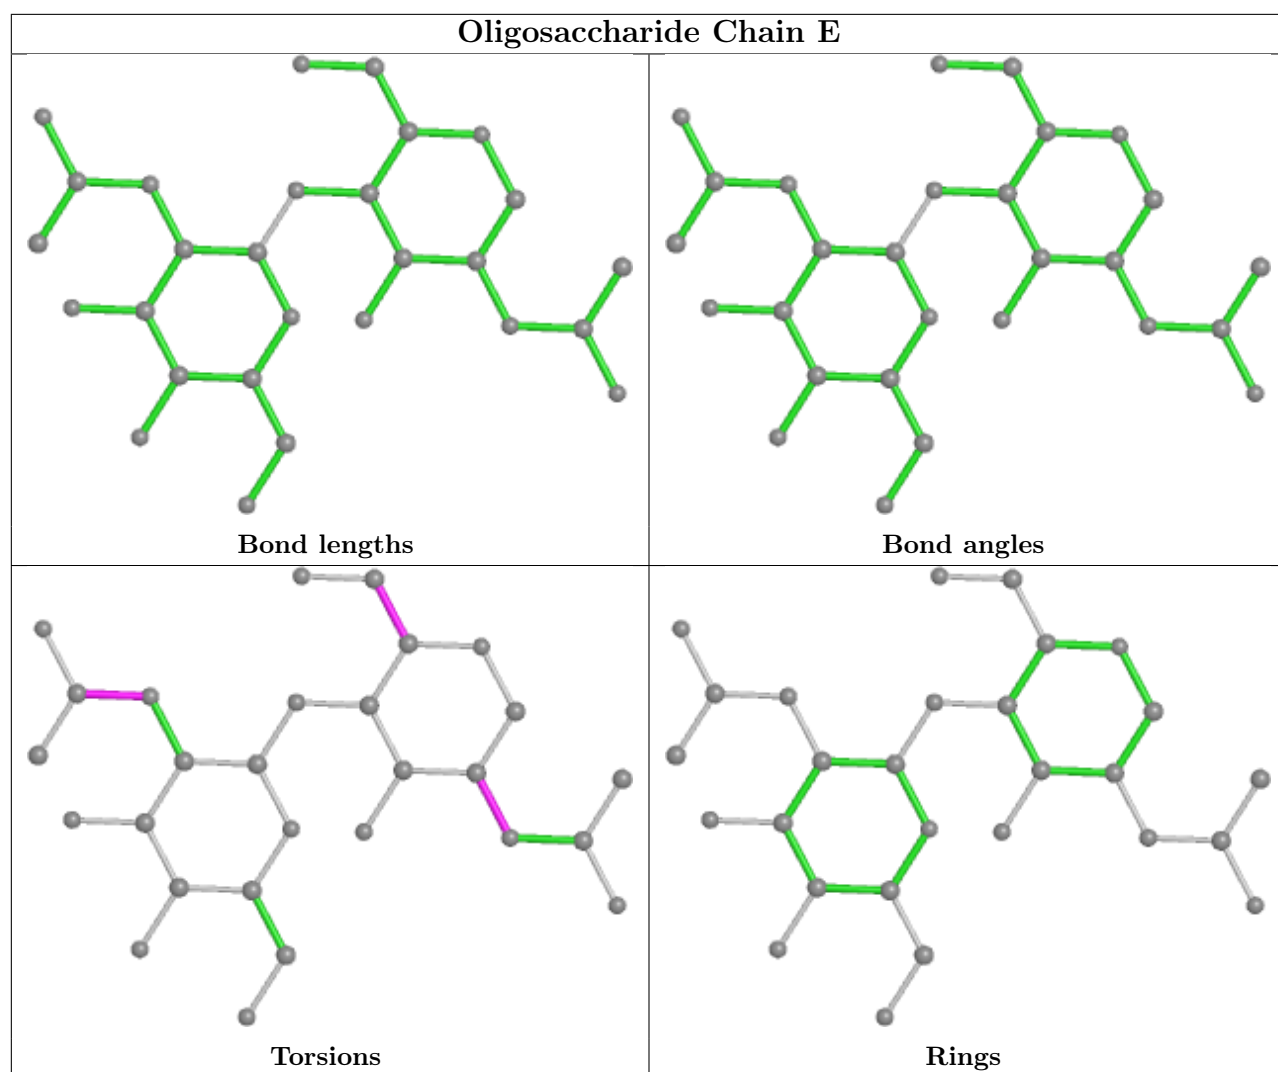 Oligosaccharide Chain E
Bond lengths
Bond angles
Torsions
Rings